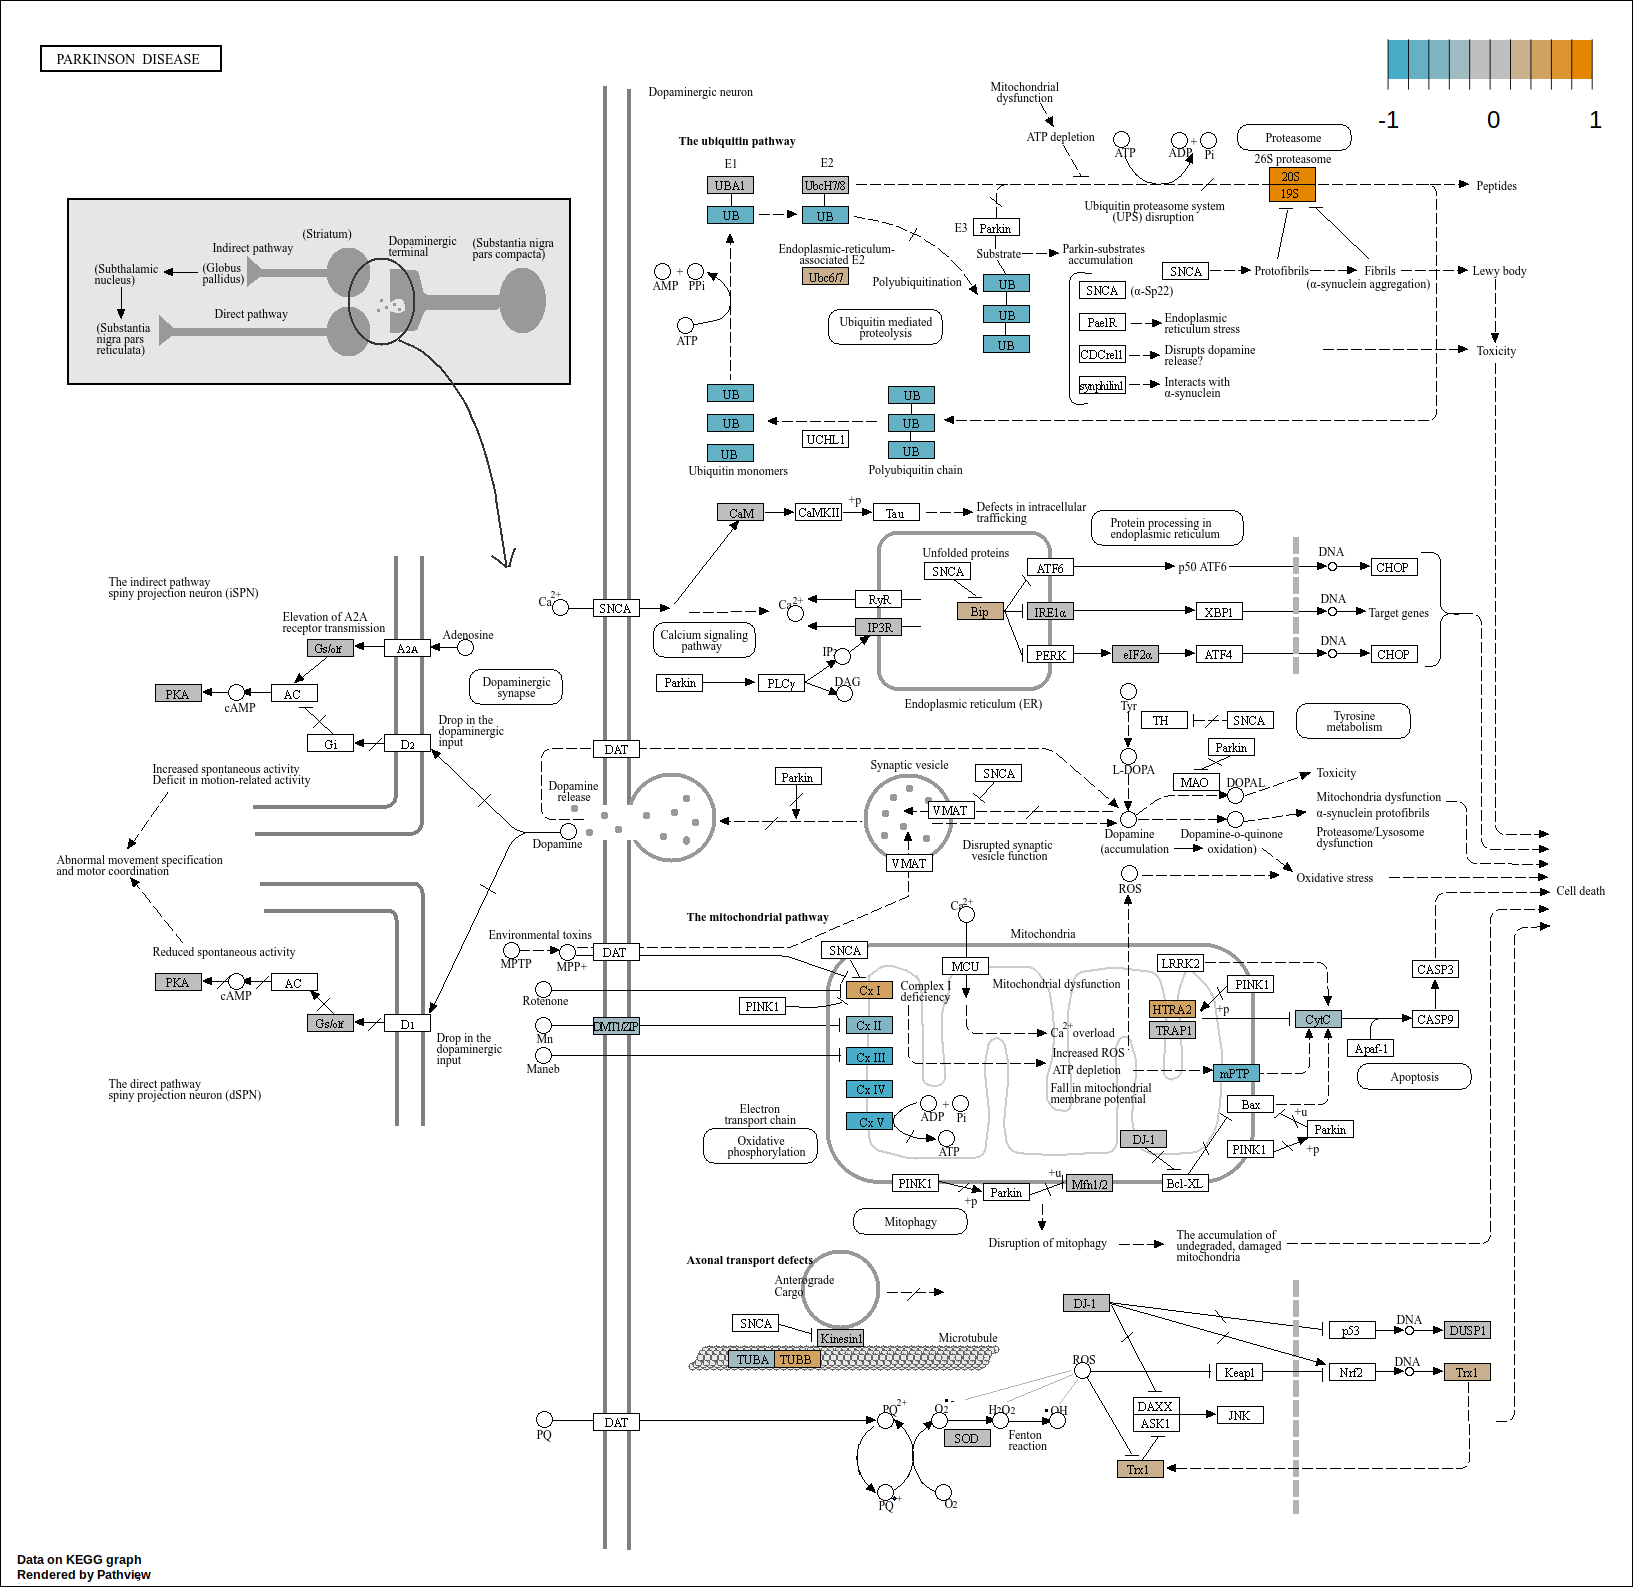 PARKINSON DISEASE
-1 0 1
Dopaminergic neuron
Mitochondrial
dysfunction
ATP depletion
ATP
ADP
+
Pi
Proteasome
26S proteasome
20S
19S
Peptides
The ubiquitin pathway
E1
E2
UBA1
UbcH7/8
UB
UB
Ubiquitin proteasome system
(UPS) disruption
E3
Parkin
Substrate
Parkin-substrates
accumulation
Endoplasmic-reticulum-
associated E2
Ubc6/7
Polyubiquitination
UB
UB
UB
AMP
+
PPi
ATP
Ubiquitin mediated
proteolysis
SNCA
Protofibrils
Fibrils
Lewy body
(α-synuclein aggregation)
SNCA
(α-Sp22)
PaelR
Endoplasmic
reticulum stress
CDCrel1
Disrupts dopamine
release?
synphilin1
Interacts with
α-synuclein
Toxicity
UB
UB
UB
UCHL1
UB
UB
UB
Ubiquitin monomers
Polyubiquitin chain
(Striatum)
Indirect pathway
Dopaminergic
terminal
(Substantia nigra
pars compacta)
(Subthalamic
nucleus)
(Globus
pallidus)
Direct pathway
(Substantia
nigra pars
reticulata)
CaM
CaMKII
+p
Tau
Defects in intracellular
trafficking
Protein processing in
endoplasmic reticulum
Unfolded proteins
SNCA
ATF6
p50 ATF6
DNA
CHOP
Ca2+
SNCA
Ca2+
RyR
IP3R
Bip
IRE1α
XBP1
DNA
Target genes
Calcium signaling
pathway
IP3
PERK
eIF2α
ATF4
DNA
CHOP
Parkin
PLCγ
DAG
Endoplasmic reticulum (ER)
The indirect pathway
spiny projection neuron (iSPN)
Elevation of A2A
receptor transmission
Gs/olf
A2A
Adenosine
PKA
cAMP
AC
Dopaminergic
synapse
Gi
D2
Drop in the
dopaminergic
input
Increased spontaneous activity
Deficit in motion-related activity
Abnormal movement specification
and motor coordination
Reduced spontaneous activity
PKA
cAMP
AC
Gs/olf
D1
Drop in the
dopaminergic
input
The direct pathway
spiny projection neuron (dSPN)
DAT
Dopamine
release
Dopamine
Parkin
Synaptic vesicle
SNCA
VMAT
VMAT
Disrupted synaptic
vesicle function
Tyr
TH
SNCA
Tyrosine
metabolism
Parkin
L-DOPA
MAO
DOPAL
Toxicity
Dopamine
(accumulation
Dopamine-o-quinone
oxidation)
Mitochondria dysfunction
α-synuclein protofibrils
Proteasome/Lysosome
dysfunction
ROS
Oxidative stress
Cell death
The mitochondrial pathway
Environmental toxins
MPTP
MPP+
DAT
Rotenone
Mn
DMT1/ZIP
Maneb
Ca2+
Mitochondria
SNCA
MCU
PINK1
Cx I
Complex I
deficiency
Mitochondrial dysfunction
Cx II
Cx III
Cx IV
Cx V
Ca2+ overload
Increased ROS
ATP depletion
Fall in mitochondrial
membrane potential
ADP
+
Pi
ATP
LRRK2
PINK1
HTRA2
+p
TRAP1
CytC
CASP3
CASP9
Apaf-1
Apoptosis
mPTP
Bax
+u
Parkin
PINK1
+p
DJ-1
Bcl-XL
Electron
transport chain
Oxidative
phosphorylation
PINK1
+p
Parkin
+u
Mfn1/2
Mitophagy
Disruption of mitophagy
The accumulation of
undegraded, damaged
mitochondria
Axonal transport defects
Anterograde
Cargo
SNCA
Kinesin1
Microtubule
TUBA
TUBB
DJ-1
p53
DNA
DUSP1
ROS
Keap1
Nrf2
DNA
Trx1
DAXX
ASK1
JNK
Trx1
PQ
DAT
PQ2+
O2•-
H2O2
•OH
SOD
Fenton
reaction
PQ•+
O2
Data on KEGG graph
Rendered by Pathview